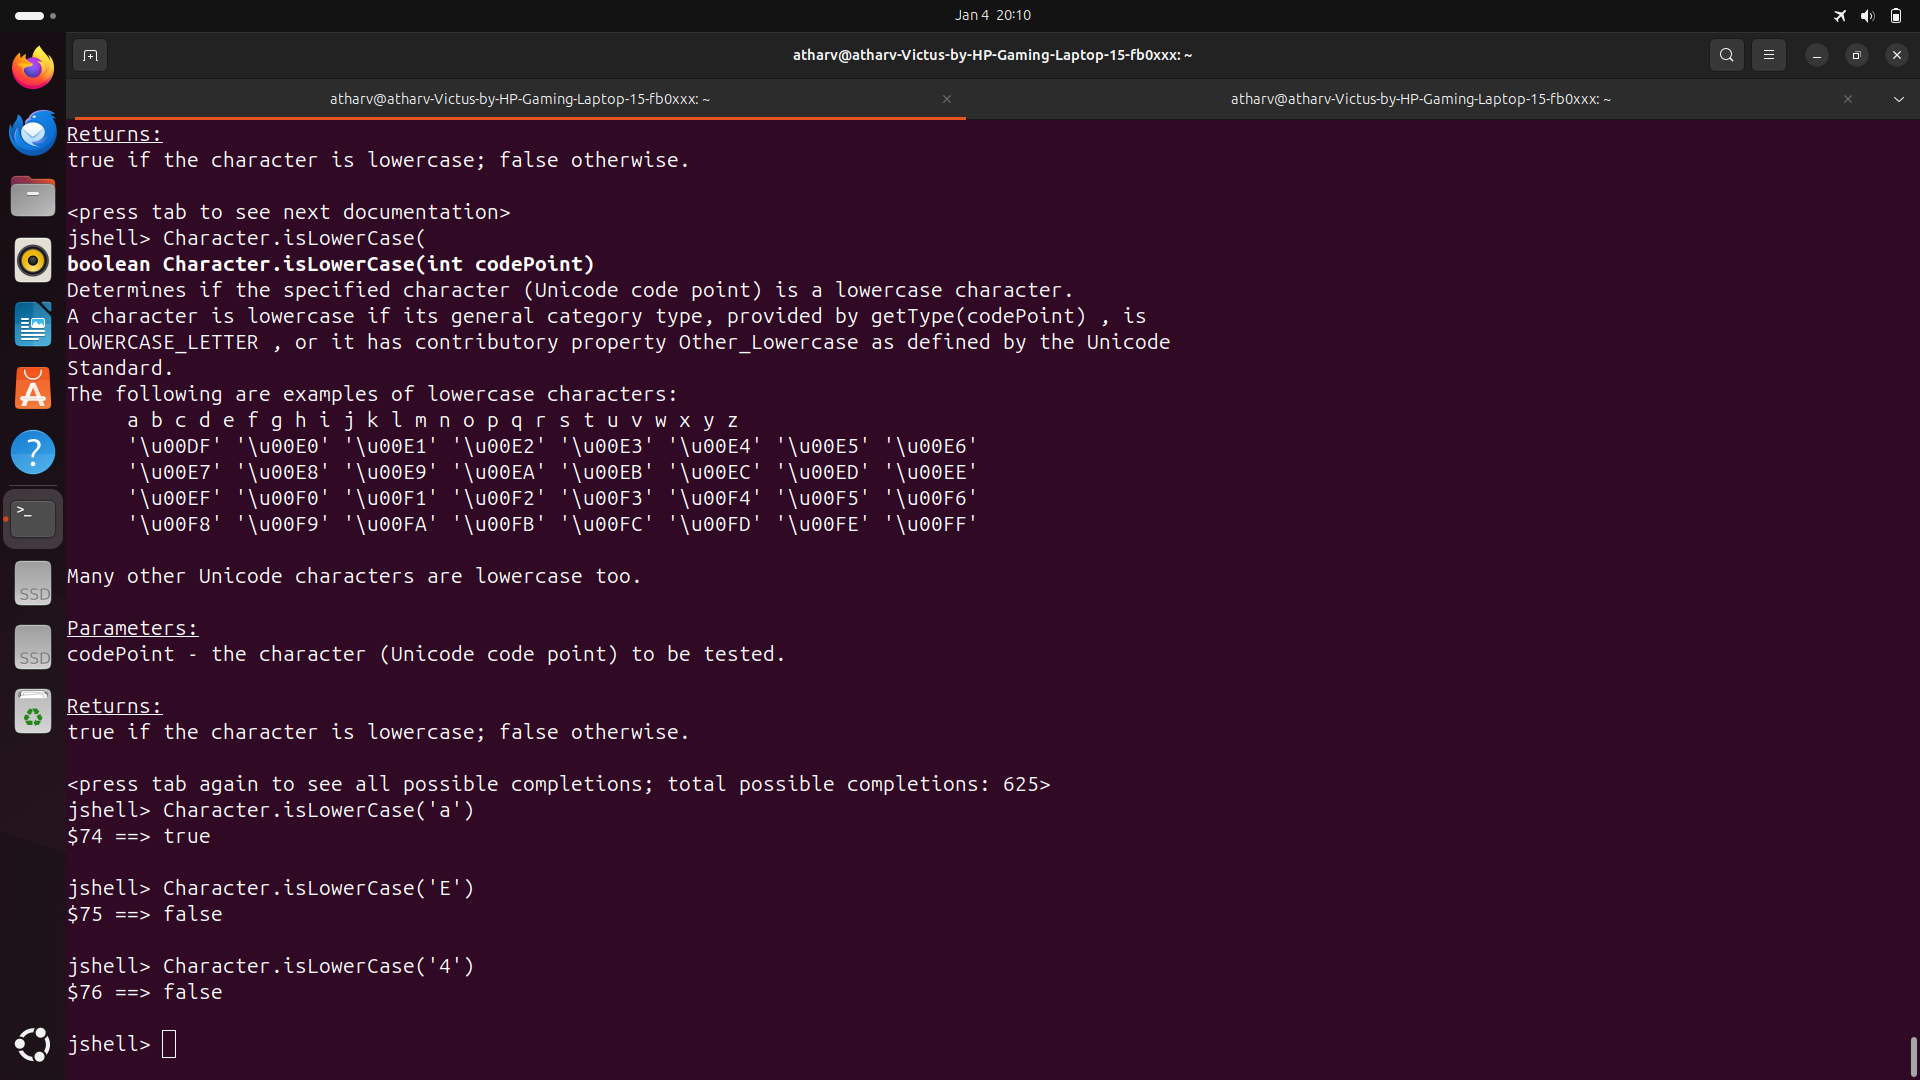 Jan 4 20:10
atharv@atharv-Victus-by-HP-Gaming-Laptop-15-fb0xxx: ~
atharv@atharv-Victus-by-HP-Gaming-Laptop-15-fb0xxx: ~
atharv@atharv-Victus-by-HP-Gaming-Laptop-15-fb0xxx: ~
Returns:
true if the character is lowercase; false otherwise.
<press tab to see next documentation>
jshell> Character.isLowerCase(
boolean Character.isLowerCase(int codePoint)
Determines if the specified character (Unicode code point) is a lowercase character.
A character is lowercase if its general category type, provided by getType(codePoint) , is
LOWERCASE_LETTER , or it has contributory property Other_Lowercase as defined by the Unicode
Standard.
The following are examples of lowercase characters:
a b c d e f g h i j k l m n o p q r s t u v w x y z
'\u00DF' '\u00E0' '\u00E1' '\u00E2' '\u00E3' '\u00E4' '\u00E5' '\u00E6'
'\u00E7' '\u00E8' '\u00E9' '\u00EA' '\u00EB' '\u00EC' '\u00ED' '\u00EE'
'\u00EF' '\u00F0' '\u00F1' '\u00F2' '\u00F3' '\u00F4' '\u00F5' '\u00F6'
'\u00F8' '\u00F9' '\u00FA' '\u00FB' '\u00FC' '\u00FD' '\u00FE' '\u00FF'
Many other Unicode characters are lowercase too.
Parameters:
codePoint - the character (Unicode code point) to be tested.
Returns:
true if the character is lowercase; false otherwise.
<press tab again to see all possible completions; total possible completions: 625>
jshell> Character.isLowerCase('a')
$74 ==> true
jshell> Character.isLowerCase('E')
$75 ==> false
jshell> Character.isLowerCase('4')
$76 ==> false
jshell>
SSD
SSD